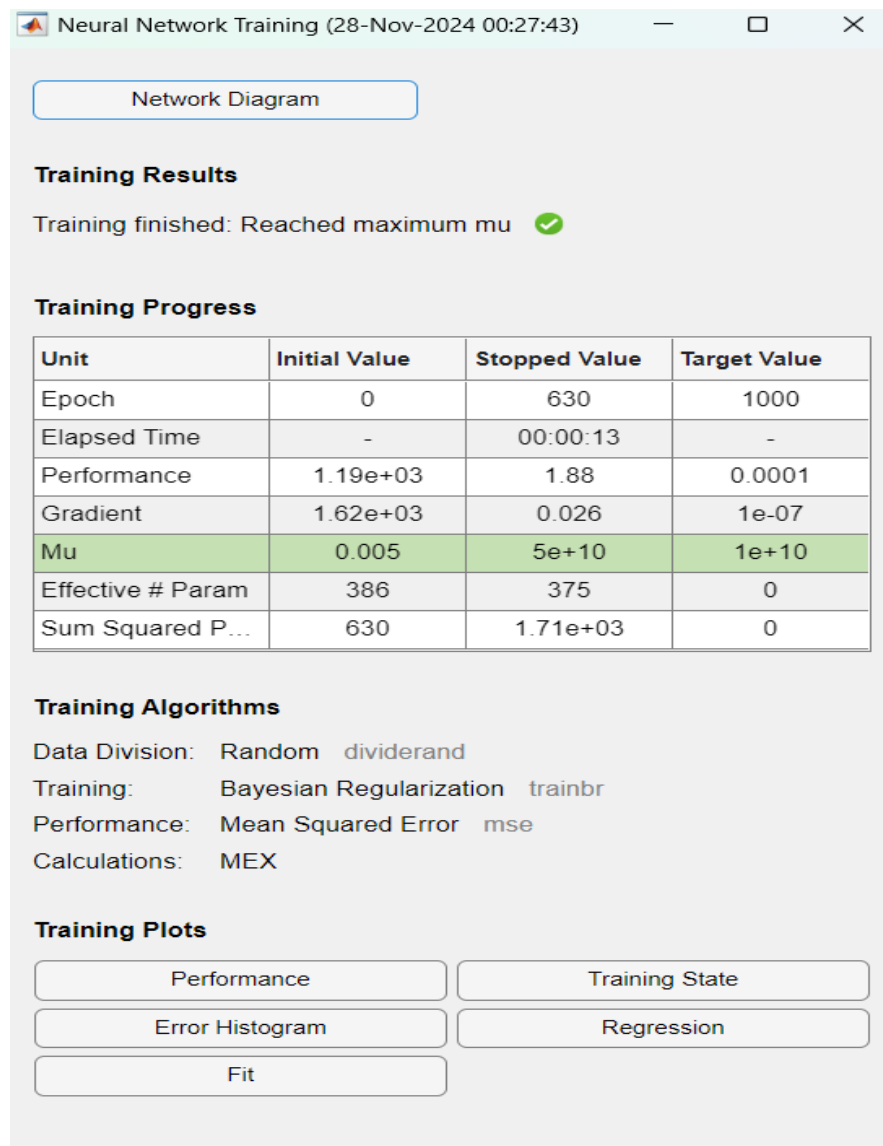 Neural Network Training (28-Nov-2024 00:27:43)
Network Diagram
Training Results
Training finished: Reached maximum mu
Training Progress
Unit Initial Value Stopped Value Target Value
Epoch 0 630 1000
Elapsed Time - 00:00:13 -
Performance 1.19e+03 1.88 0.0001
Gradient 1.62e+03 0.026 1e-07
Mu 0.005 5e+10 1e+10
Effective # Param 386 375 0
Sum Squared P... 630 1.71e+03 0
Training Algorithms
Data Division: Random dividerand
Training: Bayesian Regularization trainbr
Performance: Mean Squared Error mse
Calculations: MEX
Training Plots
Performance Training State
Error Histogram Regression
Fit